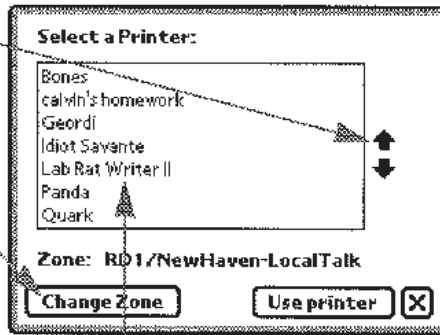 Select a Printer:
Bones
calvin's homework
Geordi
Idiot Savante
Lab Rat Writer II
Panda
Quark
Zone: RD1/NewHaven-LocalTalk
Change Zone
Use printer